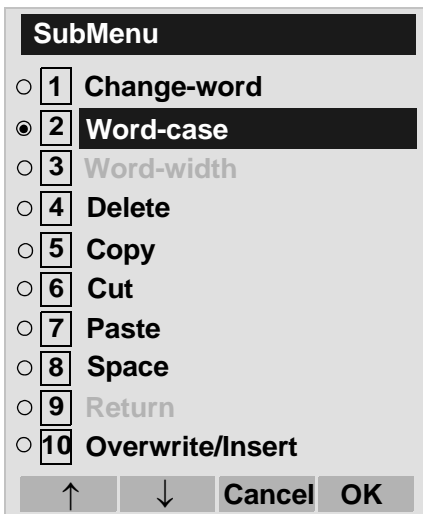 SubMenu
1 Change-word
2 Word-case
3 Word-width
4 Delete
5 Copy
6 Cut
7 Paste
8 Space
9 Return
10 Overwrite/Insert
↑ ↓ Cancel OK